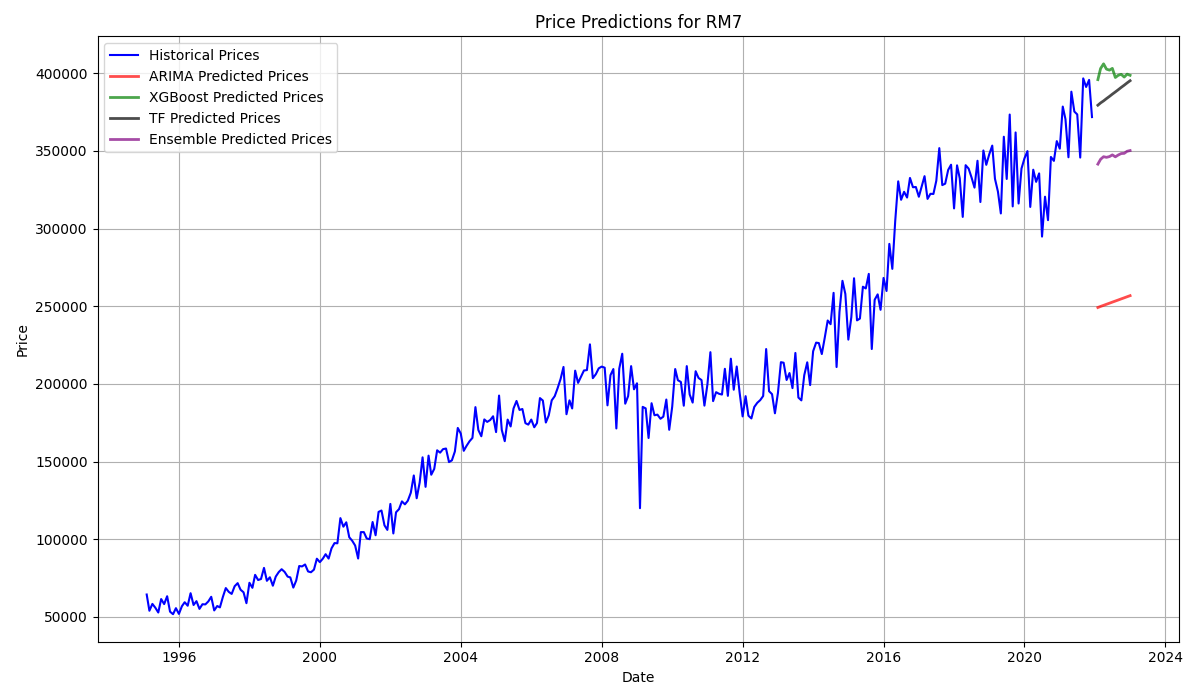 Price Predictions for RM7
Historical Prices
ARIMA Predicted Prices
XGBoost Predicted Prices
TF Predicted Prices
Ensemble Predicted Prices
400000
350000
300000
250000
200000
150000
100000
50000
Price
1996 2000 2004 2008 2012 2016 2020 2024
Date